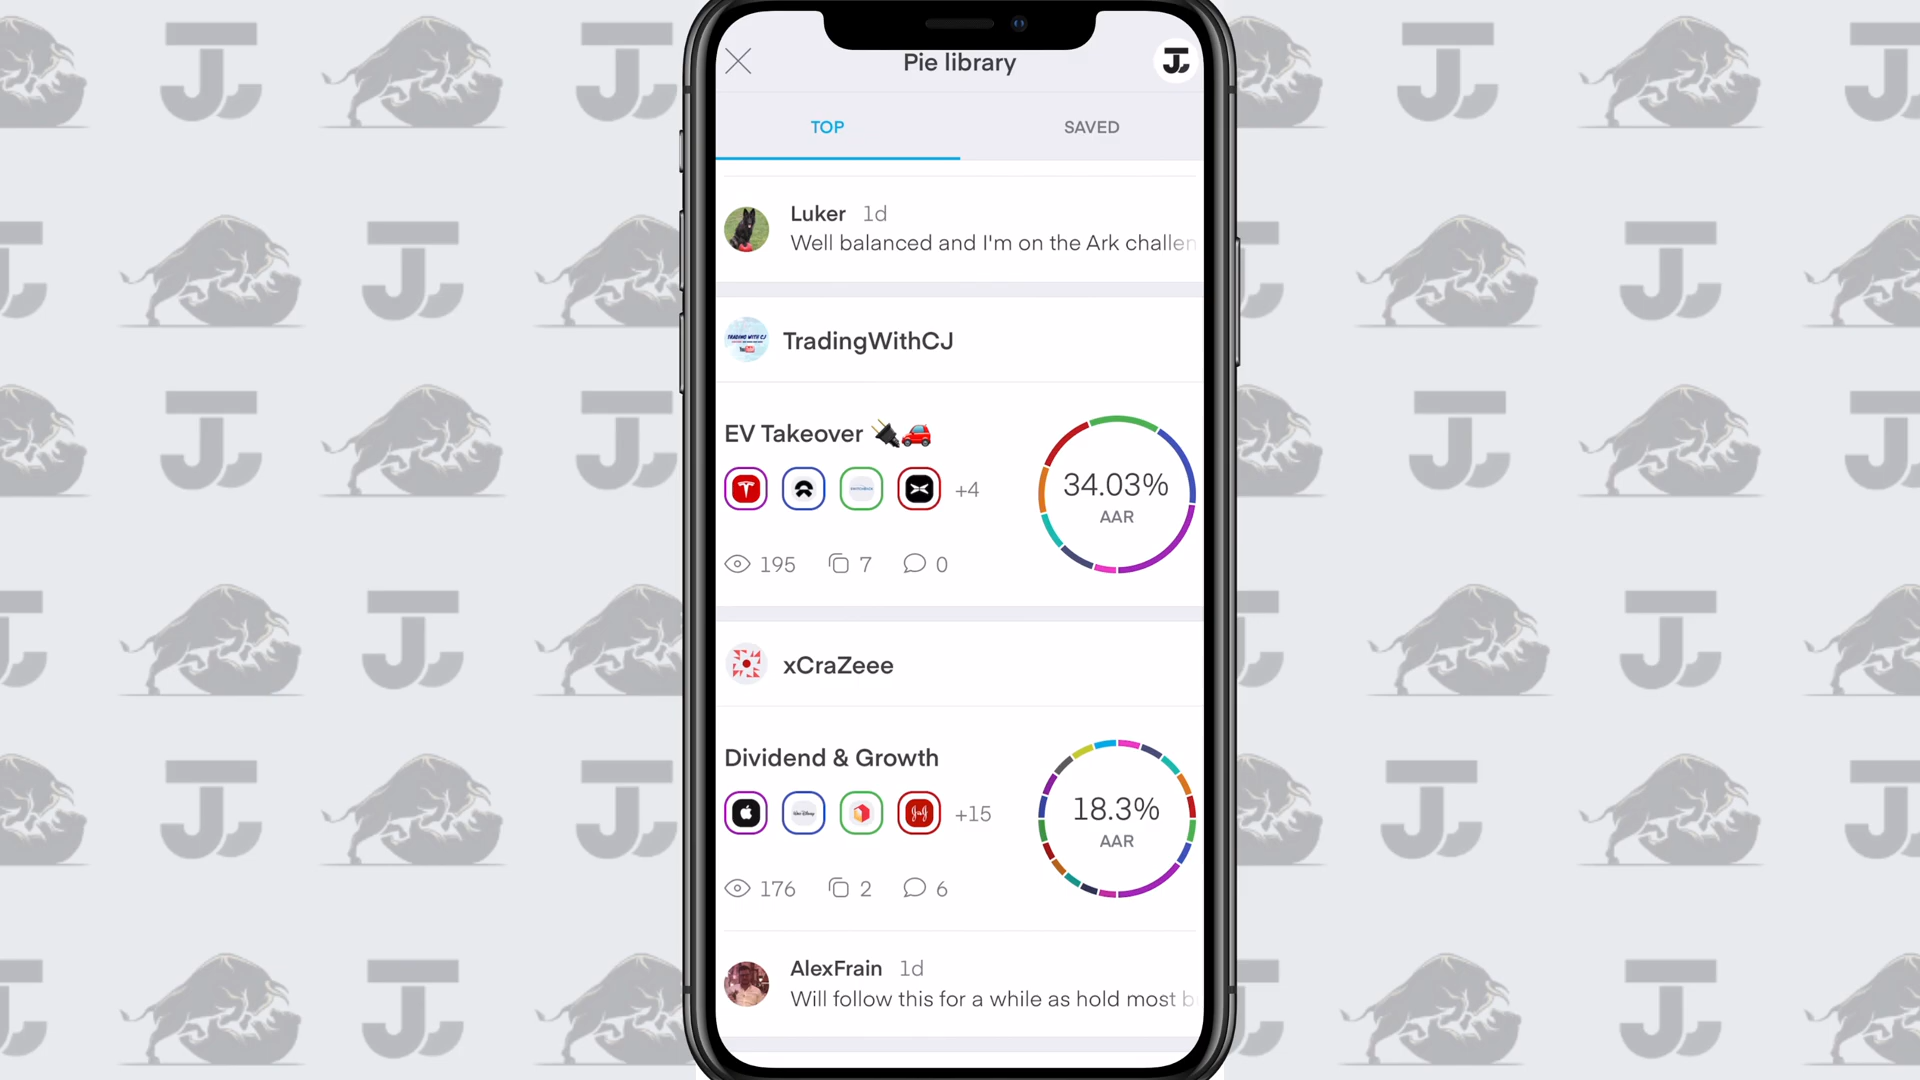 Pie library
TOP
SAVED
Luker 1d
Well balanced and I'm on the Ark challen
TradingWithCJ
EV Takeover
+4
34.03%
AAR
195 7 0
xCraZeee
Dividend & Growth
+15
18.3%
AAR
176 2 6
AlexFrain 1d
Will follow this for a while as hold most b